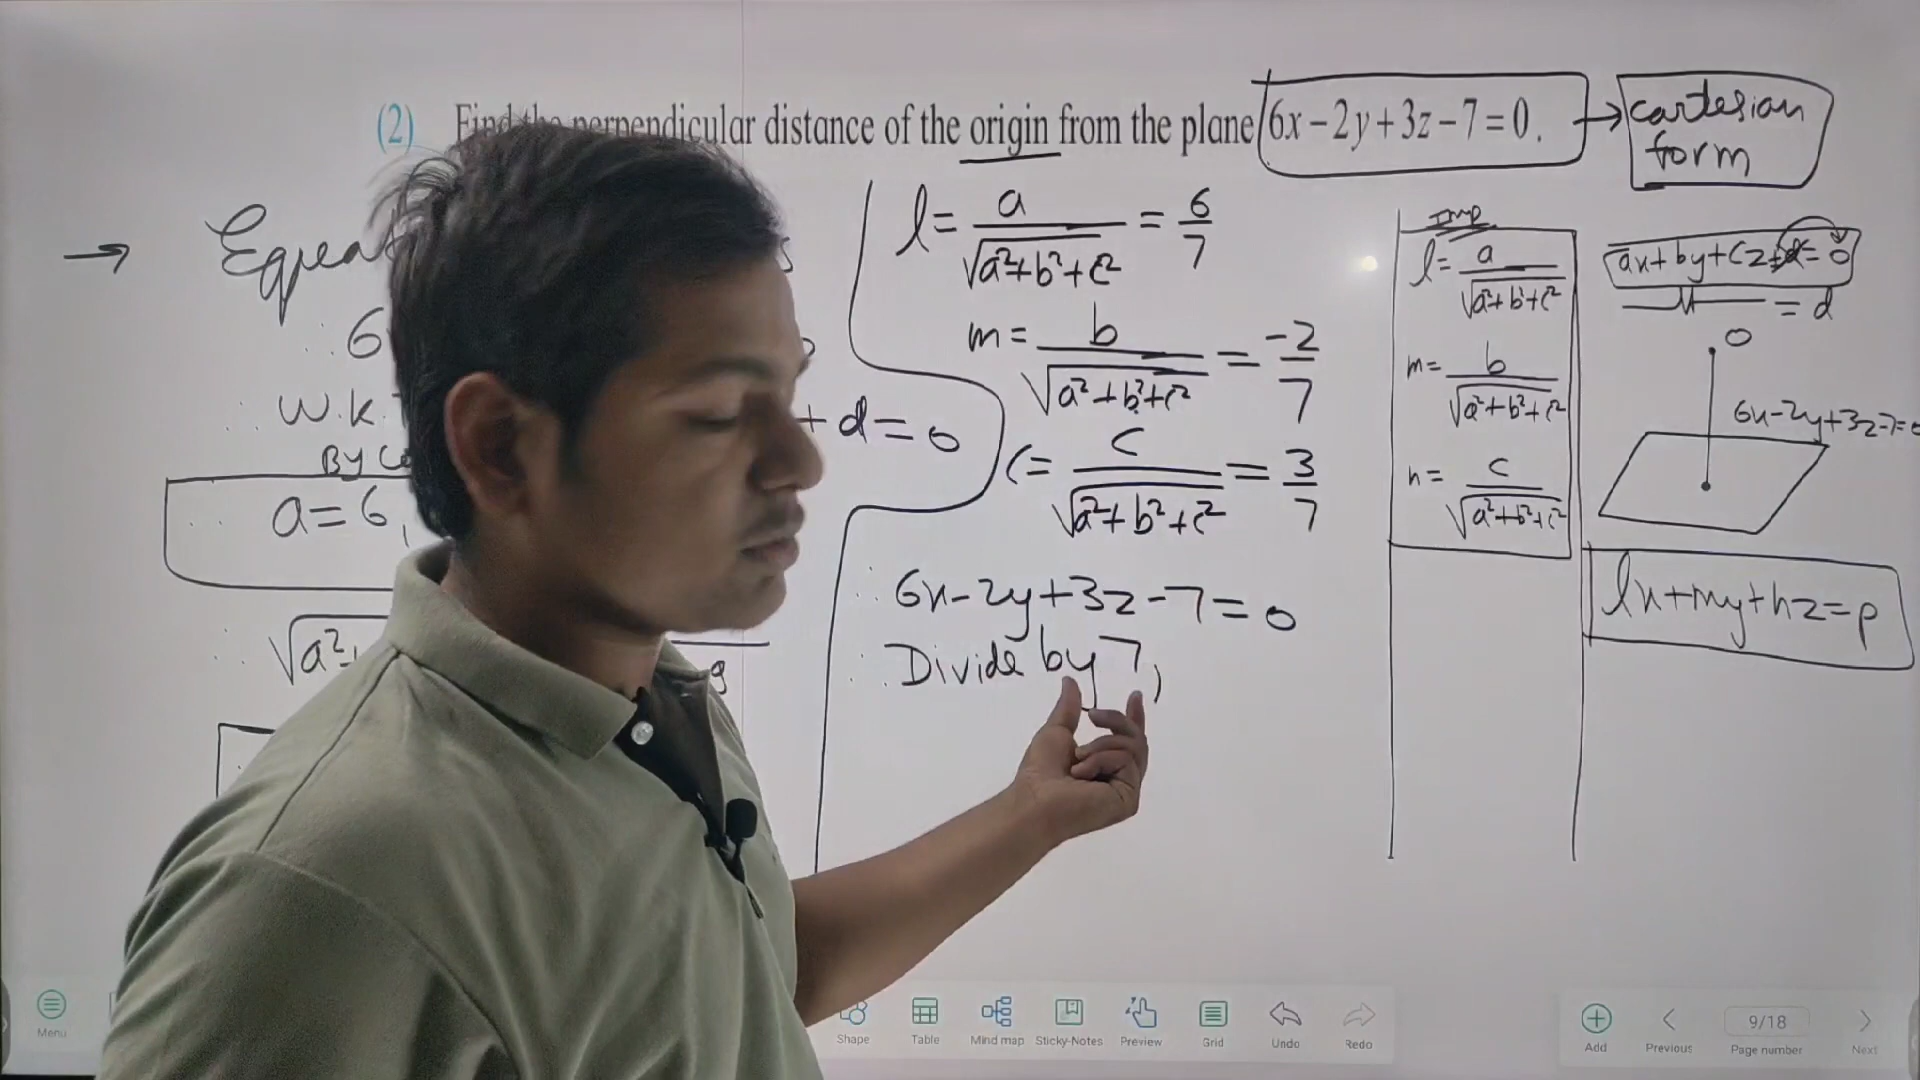 (2) Find the perpendicular distance of the origin from the plane 6x − 2y + 3z − 7 = 0.
→ cartesian
form
→
∴ 6
∴ W.K.
+ d = 0
By
∴ a = 6,
∴ √a²+
l = a/√a²+b²+c² = 6/7
m = b/√a²+b²+c² = -2/7
c/√a²+b²+c² = 3/7
∴ 6x-2y+3z-7=0
∴ Divide by 7,
Imp
l = a/√a²+b²+c²
m = b/√a²+b²+c²
n = c/√a²+b²+c²
= d
O
6x-2y+3z-7=0
lx+my+nz=p
Menu
Shape
Table
Mind map
Sticky-Notes
Preview
Grid
Undo
Redo
Add
Previous
9/18
Page number
Next